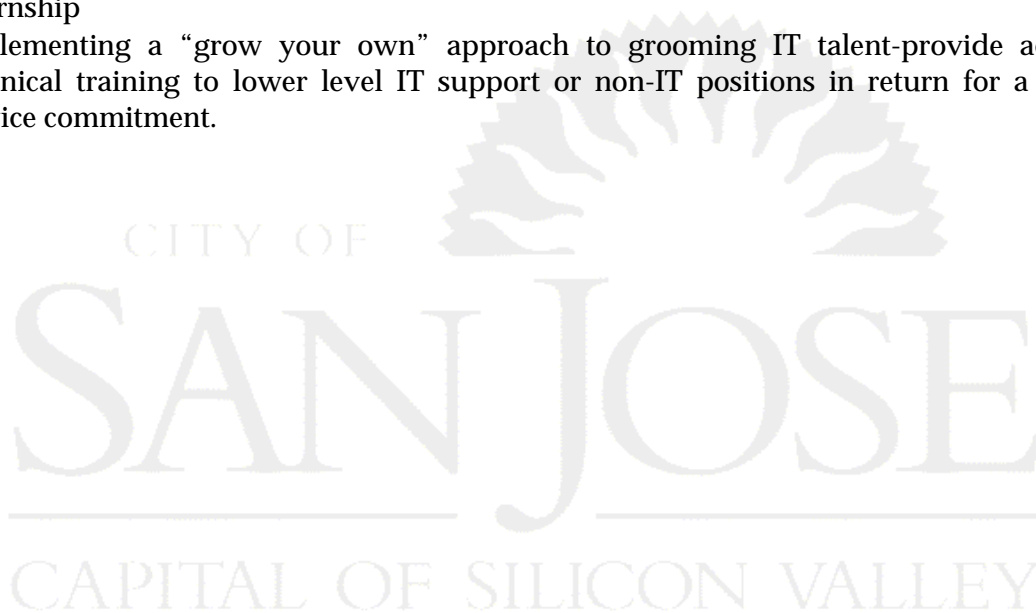 rnship
lementing a “grow your own” approach to grooming IT talent-provide a
nical training to lower level IT support or non-IT positions in return for a
ice commitment.
CITY OF
SAN JOSE
CAPITAL OF SILICON VALLEY